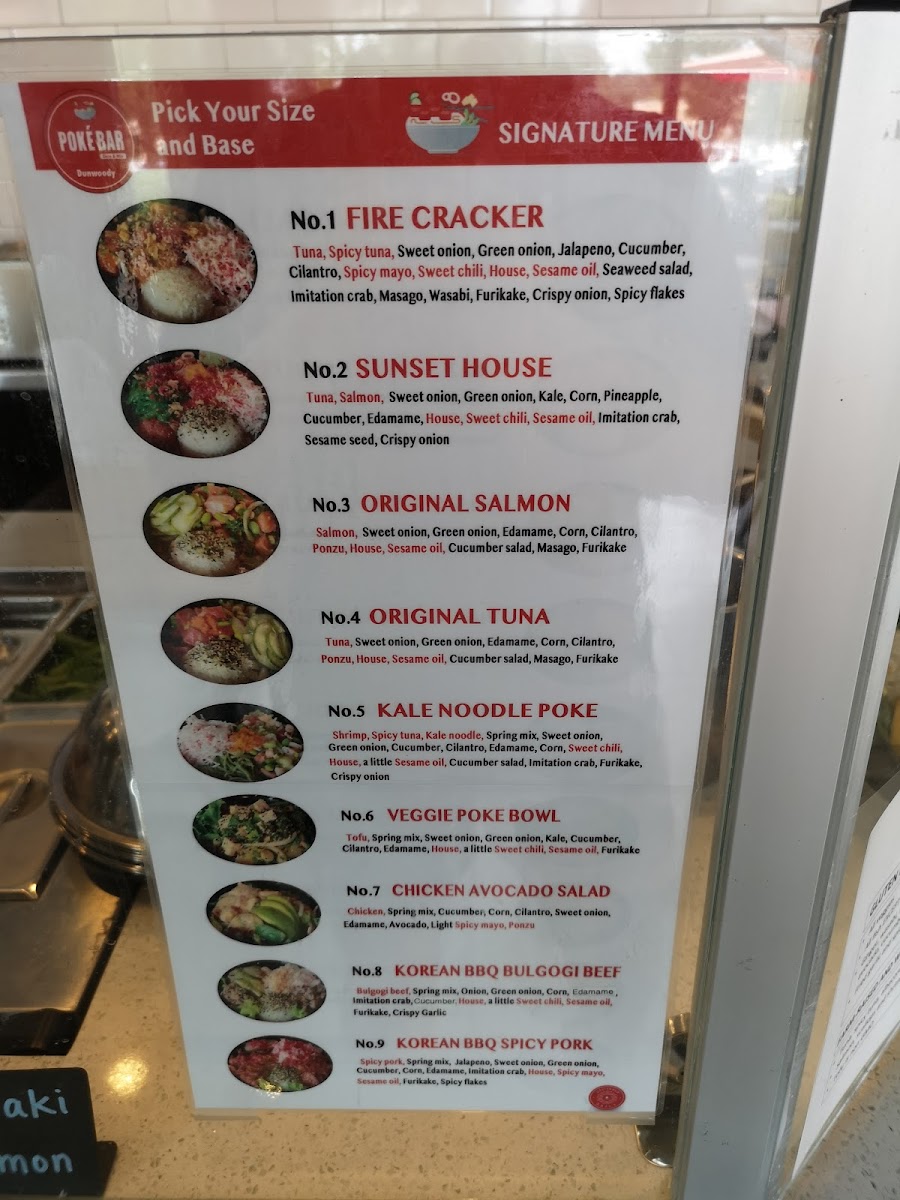 POKÉ BAR
Dunwoody
Pick Your Size
and Base
SIGNATURE MENU
No.1 FIRE CRACKER
Tuna, Spicy tuna, Sweet onion, Green onion, Jalapeno, Cucumber,
Cilantro, Spicy mayo, Sweet chili, House, Sesame oil, Seaweed salad,
Imitation crab, Masago, Wasabi, Furikake, Crispy onion, Spicy flakes
No.2 SUNSET HOUSE
Tuna, Salmon, Sweet onion, Green onion, Kale, Corn, Pineapple,
Cucumber, Edamame, House, Sweet chili, Sesame oil, Imitation crab,
Sesame seed, Crispy onion
No.3 ORIGINAL SALMON
Salmon, Sweet onion, Green onion, Edamame, Corn, Cilantro,
Ponzu, House, Sesame oil, Cucumber salad, Masago, Furikake
No.4 ORIGINAL TUNA
Tuna, Sweet onion, Green onion, Edamame, Corn, Cilantro,
Ponzu, House, Sesame oil, Cucumber salad, Masago, Furikake
No.5 KALE NOODLE POKE
Shrimp, Spicy tuna, Kale noodle, Spring mix, Sweet onion,
Green onion, Cucumber, Cilantro, Edamame, Corn, Sweet chili,
House, a little Sesame oil, Cucumber salad, Imitation crab, Furikake,
Crispy onion
No.6 VEGGIE POKE BOWL
Tofu, Spring mix, Sweet onion, Green onion, Kale, Cucumber,
Cilantro, Edamame, House, a little Sweet chili, Sesame oil, Furikake
No.7 CHICKEN AVOCADO SALAD
Chicken, Spring mix, Cucumber, Corn, Cilantro, Sweet onion,
Edamame, Avocado, Light Spicy mayo, Ponzu
No.8 KOREAN BBQ BULGOGI BEEF
Bulgogi beef, Spring mix, Onion, Green onion, Corn, Edamame,
Imitation crab, Cucumber, House, a little Sweet chili, Sesame oil,
Furikake, Crispy Garlic
No.9 KOREAN BBQ SPICY PORK
Spicy pork, Spring mix, Jalapeno, Sweet onion, Green onion,
Cucumber, Corn, Edamame, Imitation crab, House, Spicy mayo,
Sesame oil, Furikake, Spicy flakes
aki
mon